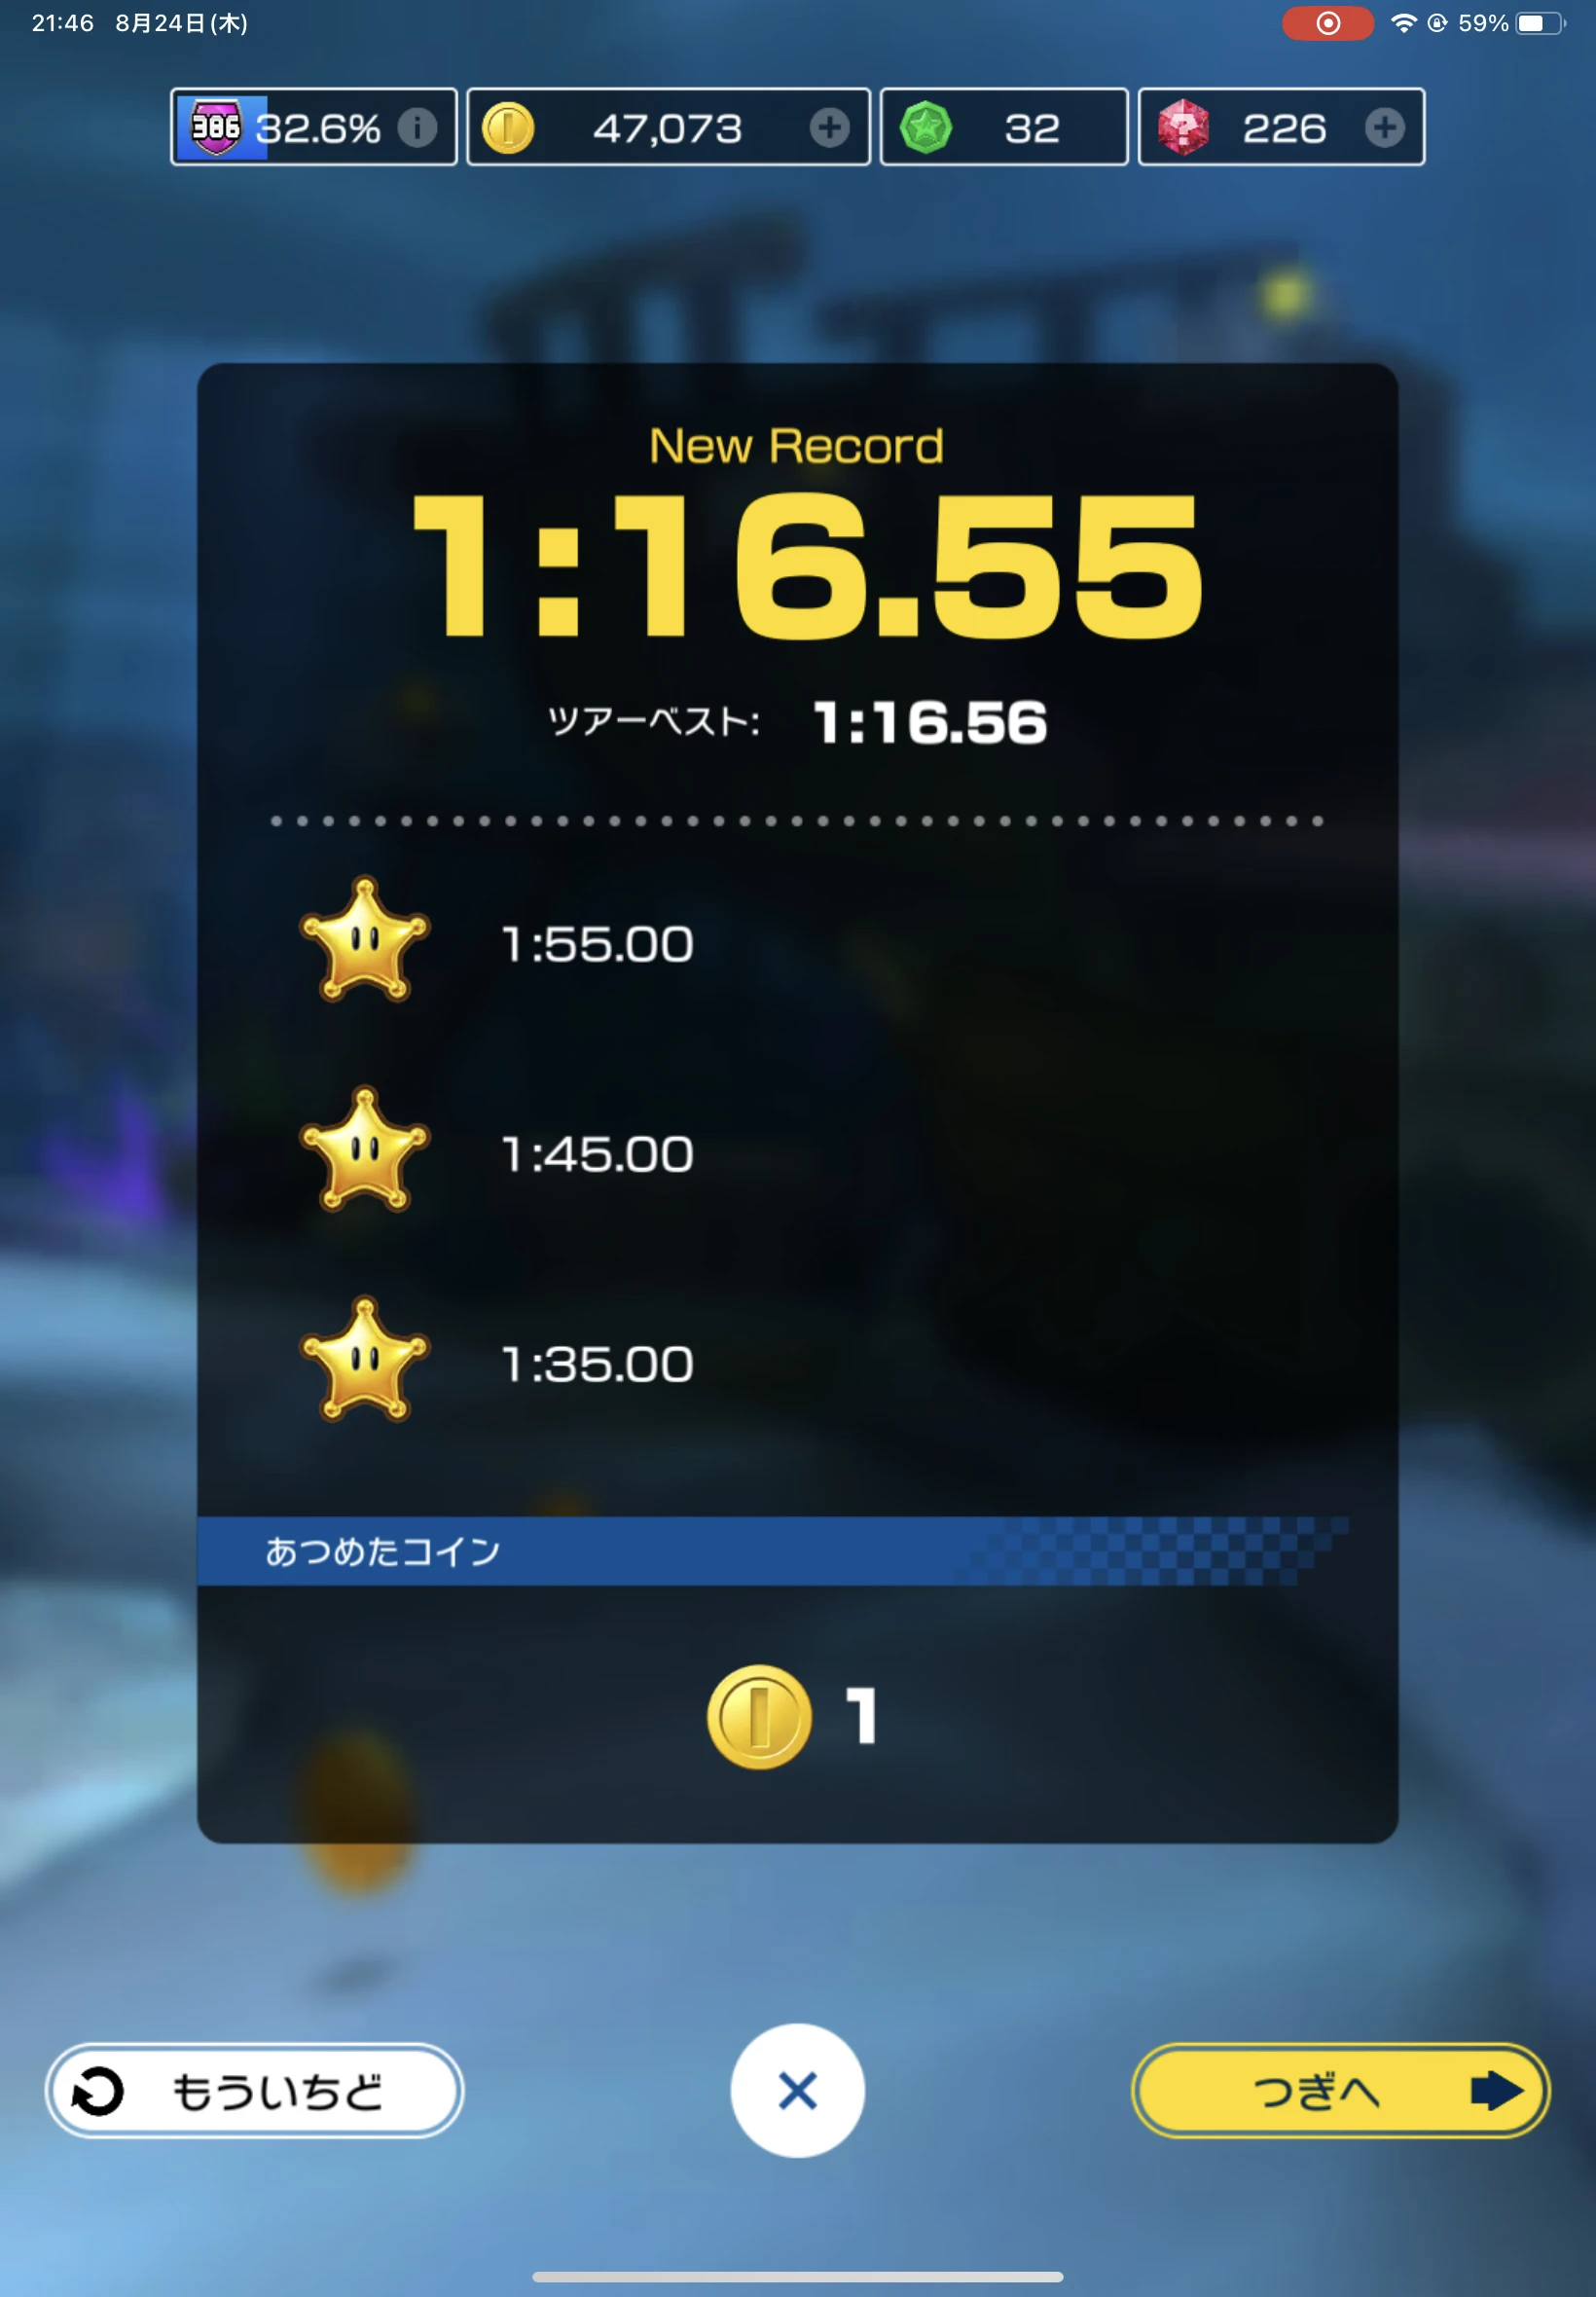 21:46 8月24日(木) 59%
386 32.6% i 47,073 + 32 ? 226 +
New Record
1:16.55
ツアーベスト: 1:16.56
1:55.00
1:45.00
1:35.00
あつめたコイン
1
もういちど × つぎへ